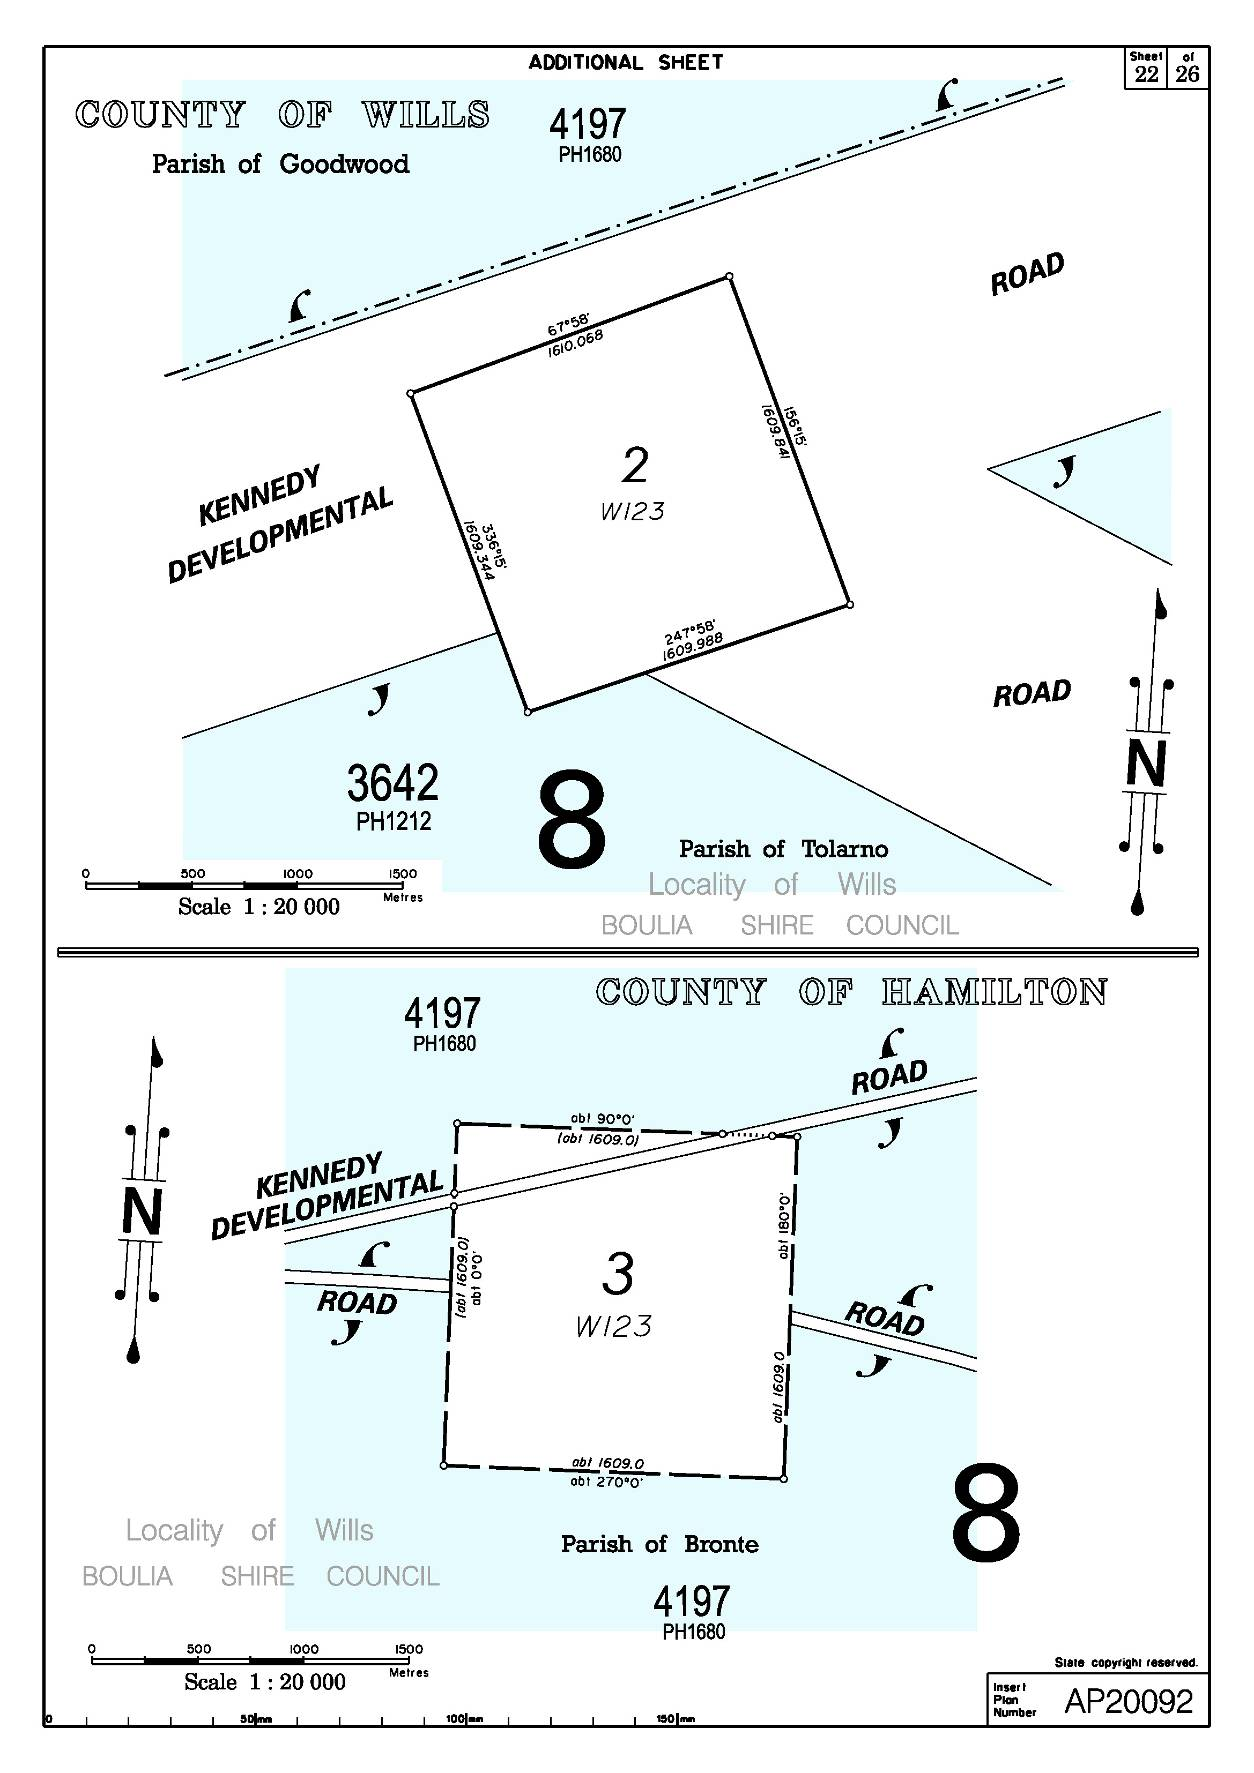 ADDITIONAL SHEET
Sheet of
22 26
COUNTY OF WILLS
4197
PH1680
Parish of Goodwood
ROAD
67°58'
1610.068
156°15'
1609.841
2
W123
KENNEDY
DEVELOPMENTAL
336°15'
1609.344
247°58'
1609.988
ROAD
N
3642
PH1212
8
Parish of Tolarno
Locality of Wills
BOULIA SHIRE COUNCIL
0 500 1000 1500
Metres
Scale 1 : 20 000
COUNTY OF HAMILTON
4197
PH1680
ROAD
abt 90°0'
(abt 1609.0)
KENNEDY
DEVELOPMENTAL
N
abt 180°0'
(abt 1609.0)
abt 0°0'
3
W123
ROAD
ROAD
abt 1609.0
abt 1609.0
abt 270°0'
8
Locality of Wills
BOULIA SHIRE COUNCIL
Parish of Bronte
4197
PH1680
0 500 1000 1500
Metres
Scale 1 : 20 000
State copyright reserved.
Insert
Plan
Number
AP20092
0 50mm 100mm 150mm